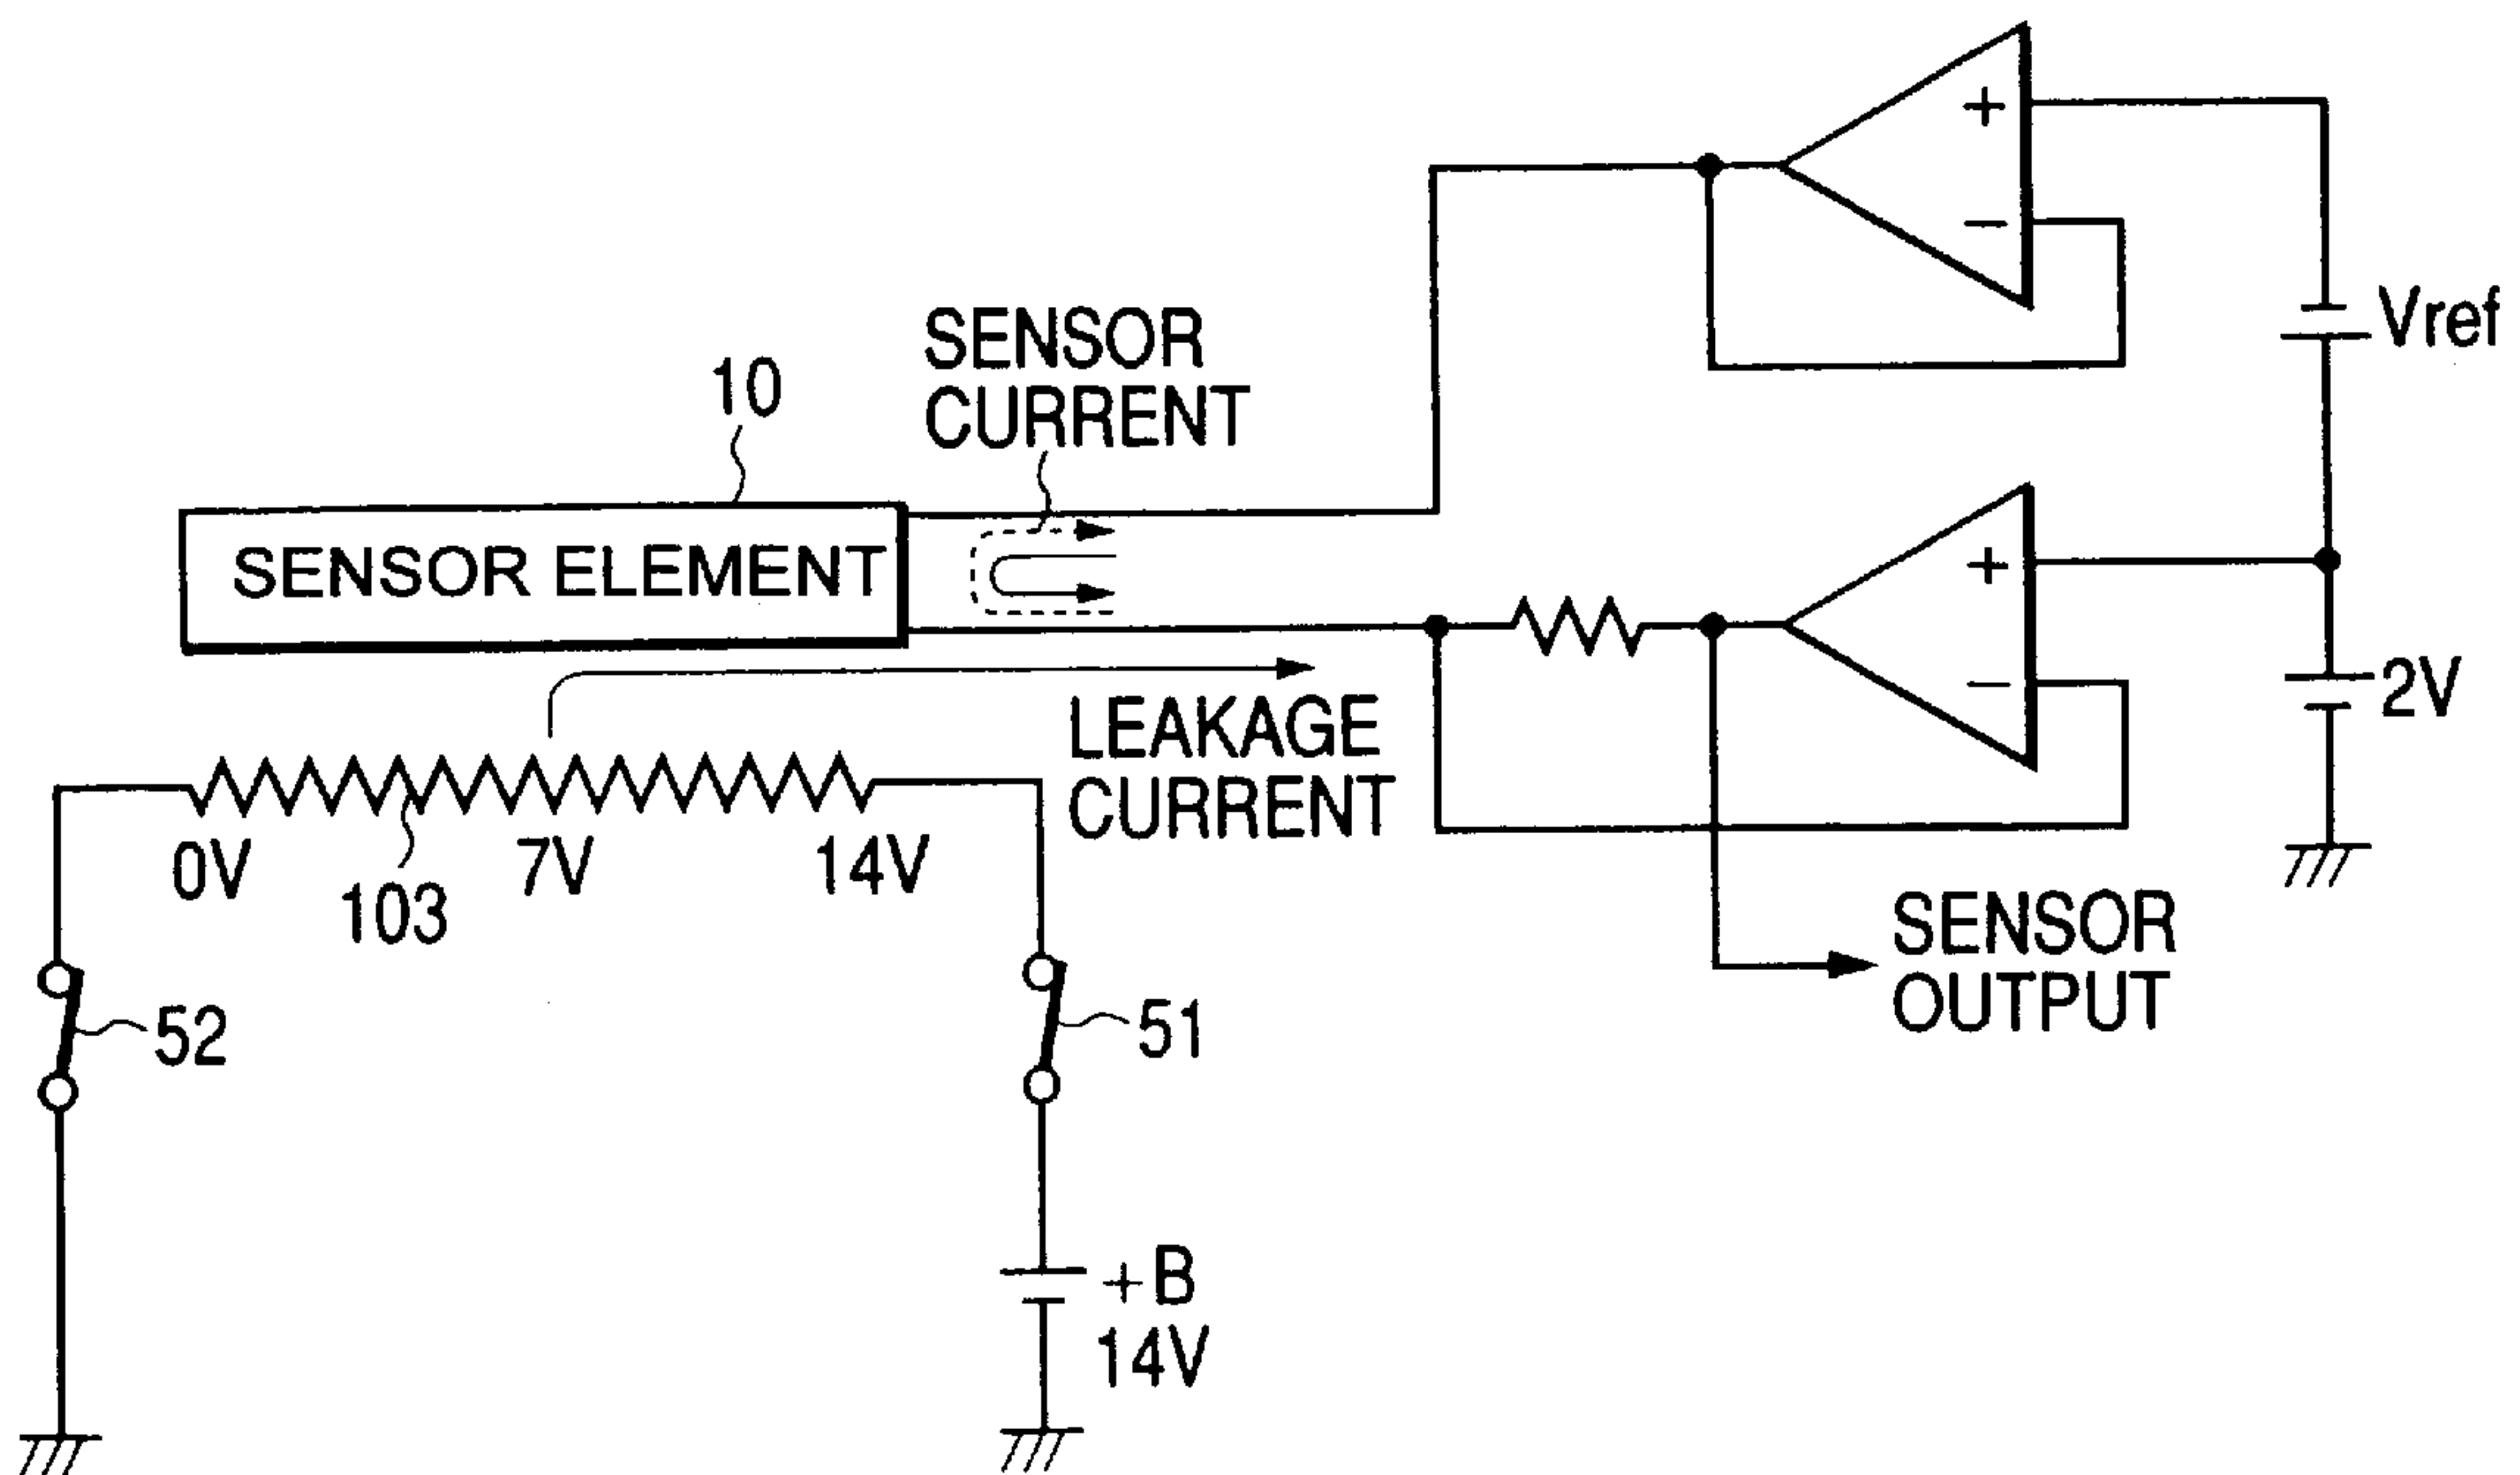 +
−
Vref
SENSOR
CURRENT
10
SENSOR ELEMENT
+
−
2V
LEAKAGE
CURRENT
0V
7V
14V
103
SENSOR
OUTPUT
52
51
+B
14V